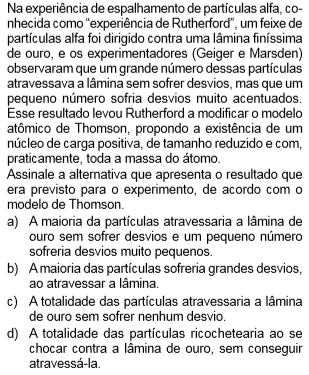 Na experiência de espalhamento de partículas alfa, co-
nhecida como “experiência de Rutherford”, um feixe de
partículas alfa foi dirigido contra uma lâmina finíssima
de ouro, e os experimentadores (Geiger e Marsden)
observaram que um grande número dessas partículas
atravessava a lâmina sem sofrer desvios, mas que um
pequeno número sofria desvios muito acentuados.
Esse resultado levou Rutherford a modificar o modelo
atômico de Thomson, propondo a existência de um
núcleo de carga positiva, de tamanho reduzido e com,
praticamente, toda a massa do átomo.
Assinale a alternativa que apresenta o resultado que
era previsto para o experimento, de acordo com o
modelo de Thomson.
a) A maioria da partículas atravessaria a lâmina de
ouro sem sofrer desvios e um pequeno número
sofreria desvios muito pequenos.
b) A maioria das partículas sofreria grandes desvios,
ao atravessar a lâmina.
c) A totalidade das partículas atravessaria a lâmina
de ouro sem sofrer nenhum desvio.
d) A totalidade das partículas ricochetearia ao se
chocar contra a lâmina de ouro, sem conseguir
atravessá-la.